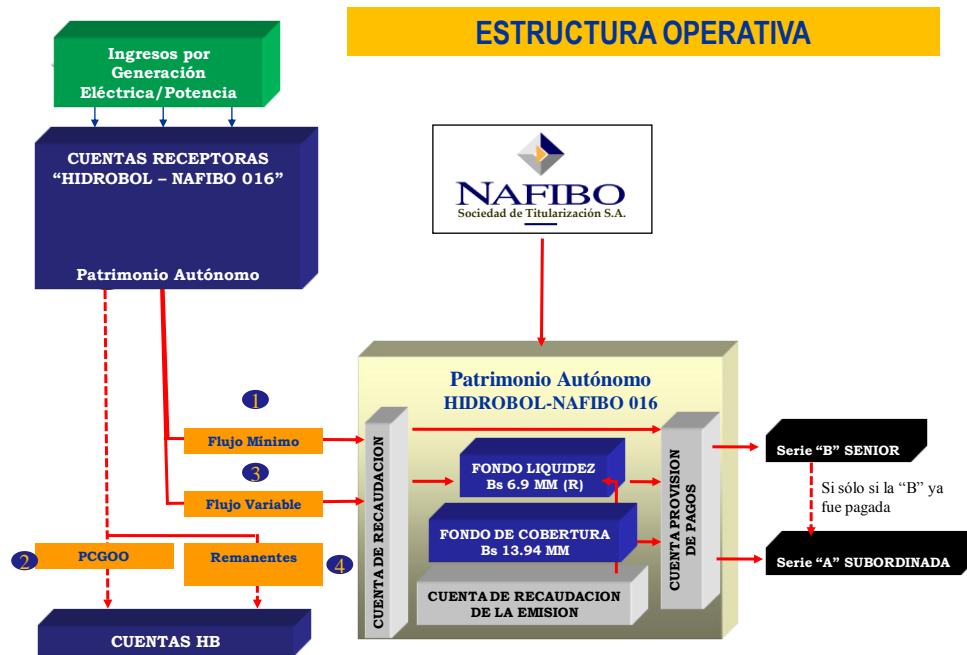 ESTRUCTURA OPERATIVA
Ingresos por
Generación
Eléctrica/Potencia
CUENTAS RECEPTORAS
“HIDROBOL – NAFIBO 016”
Patrimonio Autónomo
NAFIBO
Sociedad de Titularización S.A.
1
Flujo Mínimo
3
Flujo Variable
2
PCGOO
Remanentes
4
CUENTAS HB
Patrimonio Autónomo
HIDROBOL-NAFIBO 016
CUENTA DE RECAUDACION
FONDO LIQUIDEZ
Bs 6.9 MM (R)
FONDO DE COBERTURA
Bs 13.94 MM
CUENTA DE RECAUDACION
DE LA EMISION
CUENTA PROVISION
DE PAGOS
Serie “B” SENIOR
Si sólo si la “B” ya
fue pagada
Serie “A” SUBORDINADA